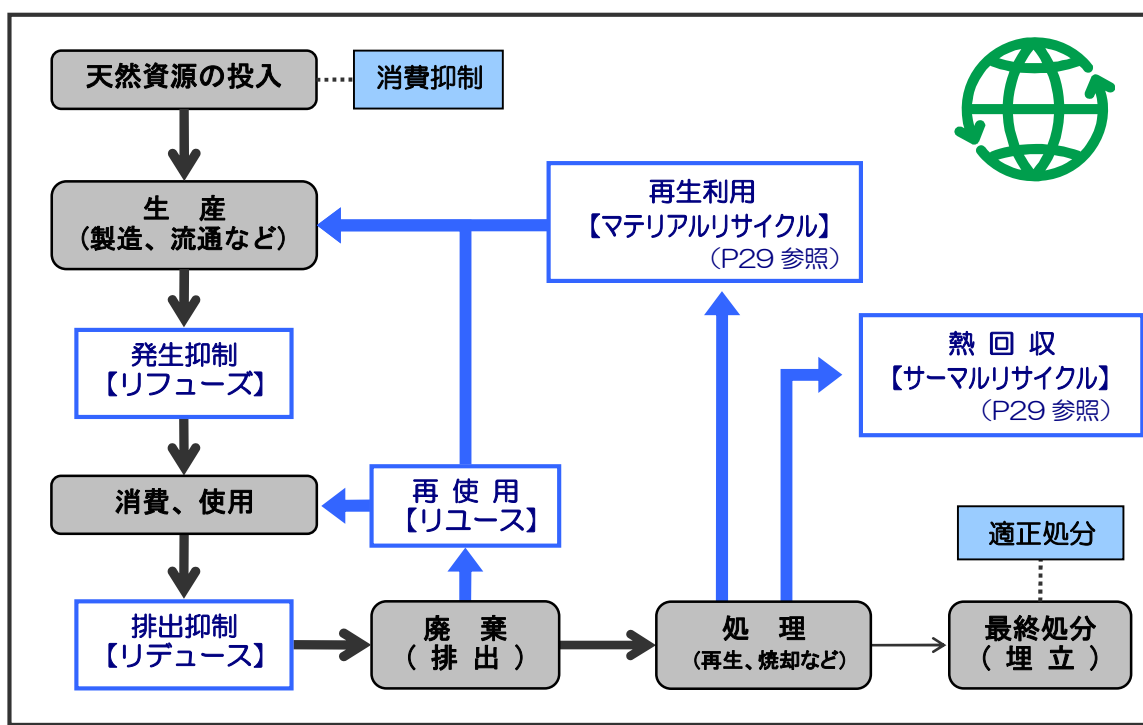 天然資源の投入
消費抑制
生　産
（製造、流通など）
再生利用
【マテリアルリサイクル】
（P29 参照）
発生抑制
【リフューズ】
熱 回 収
【サーマルリサイクル】
（P29 参照）
消費、使用
再 使 用
【リユース】
適正処分
排出抑制
【リデュース】
廃　棄
（ 排 出 ）
処　理
（再生、焼却など）
最終処分
（ 埋 立 ）